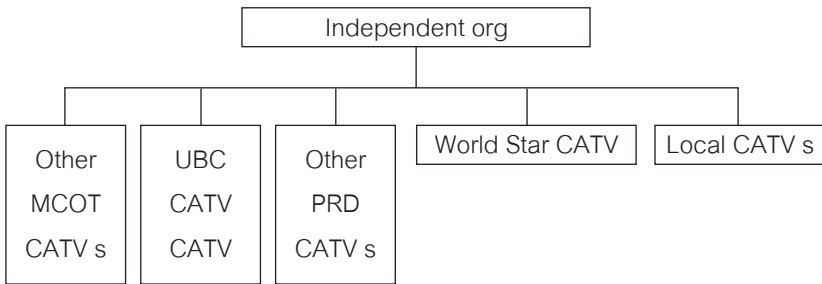 Independent org
Other
MCOT
CATV s
UBC
CATV
CATV
Other
PRD
CATV s
World Star CATV
Local CATV s